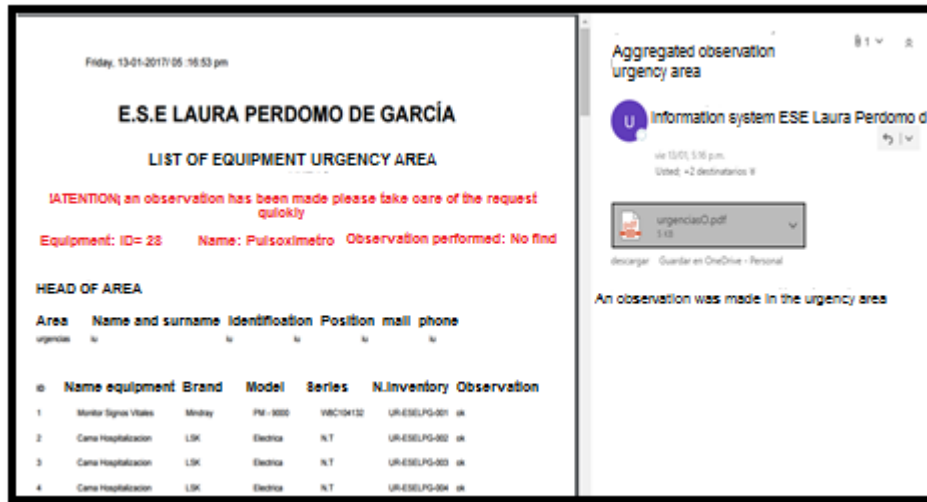 Friday, 13-01-2017/ 05 :16:53 pm
E.S.E LAURA PERDOMO DE GARCÍA
LIST OF EQUIPMENT URGENCY AREA
!ATENTION¡ an observation has been made please take care of the request
quickly
Equipment: ID= 28 Name: Pulsoximetro Observation performed: No find
HEAD OF AREA
Area Name and surname Identification Position mail phone
urgencias iu iu iu iu iu
ID Name equipment Brand Model Series N.Inventory Observation
1 Monitor Signos Vitales Mindray PM - 9000 WBC104132 UR-ESELPG-001 ok
2 Cama Hospitalizacion LSK Electrica N.T UR-ESELPG-002 ok
3 Cama Hospitalizacion LSK Electrica N.T UR-ESELPG-003 ok
4 Cama Hospitalizacion LSK Electrica N.T UR-ESELPG-004 ok
Aggregated observation
urgency area
1
U
Information system ESE Laura Perdomo d
vie 13/01, 5:16 p.m.
Usted; +2 destinatarios
urgenciasO.pdf
5 KB
descargar Guardar en OneDrive - Personal
An observation was made in the urgency area